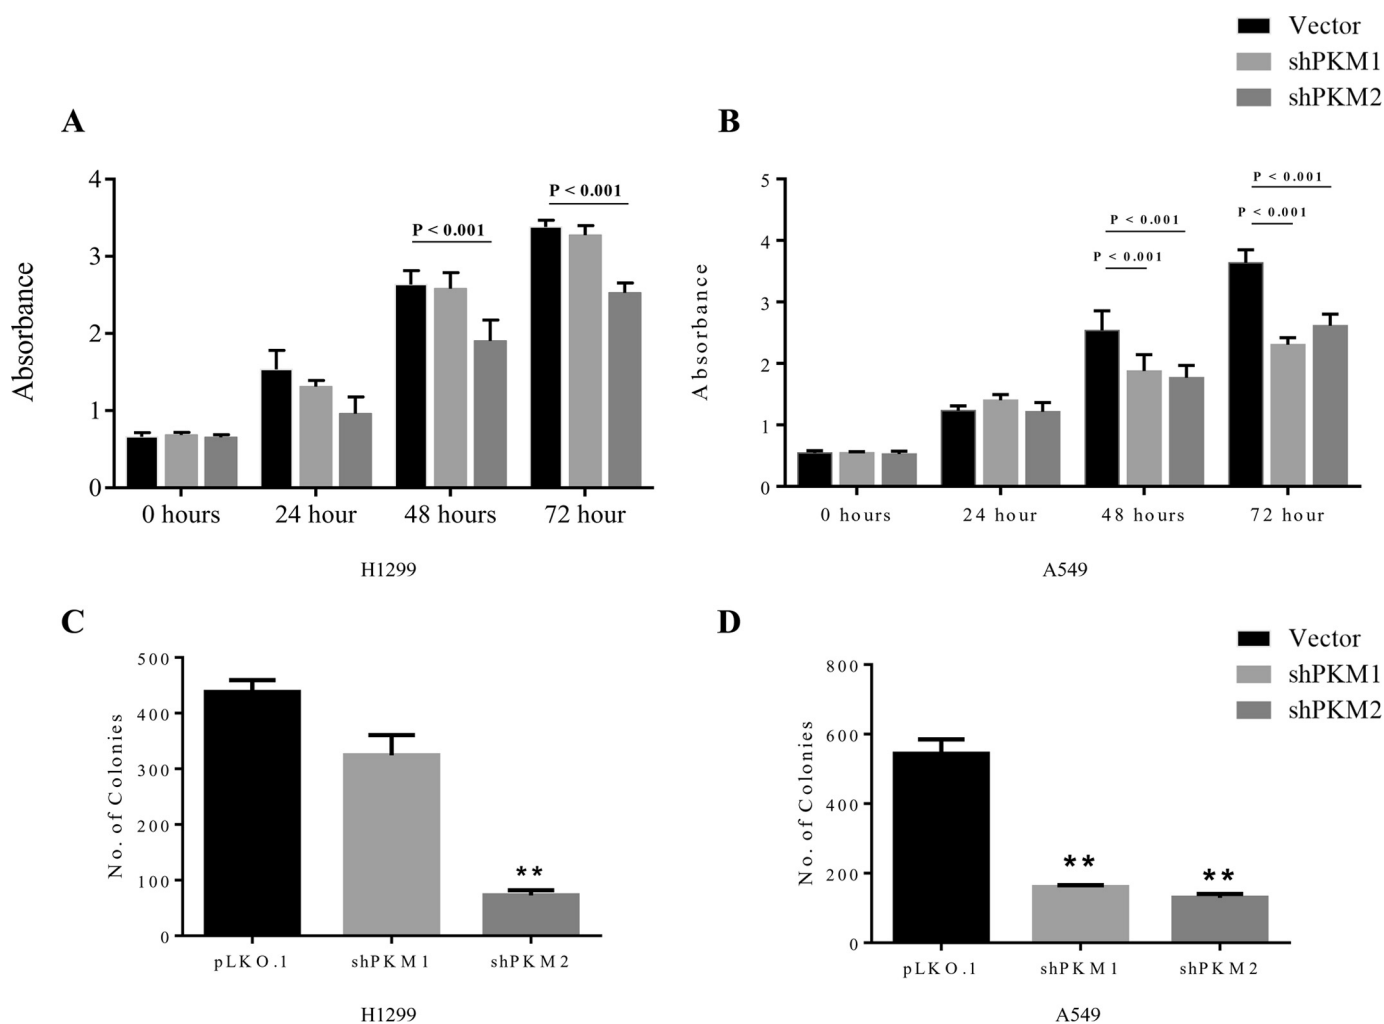 Vector
shPKM1
shPKM2
A
B
4
3
2
1
0
Absorbance
P < 0.001
P < 0.001
0 hours
24 hour
48 hours
72 hour
H1299
5
4
3
2
1
0
Absorbance
P < 0.001
P < 0.001
P < 0.001
P < 0.001
0 hours
24 hour
48 hours
72 hour
A549
C
D
Vector
shPKM1
shPKM2
500
400
300
200
100
0
No. of Colonies
**
pLKO.1
shPKM1
shPKM2
H1299
800
600
400
200
0
No. of Colonies
**
**
pLKO.1
shPKM1
shPKM2
A549